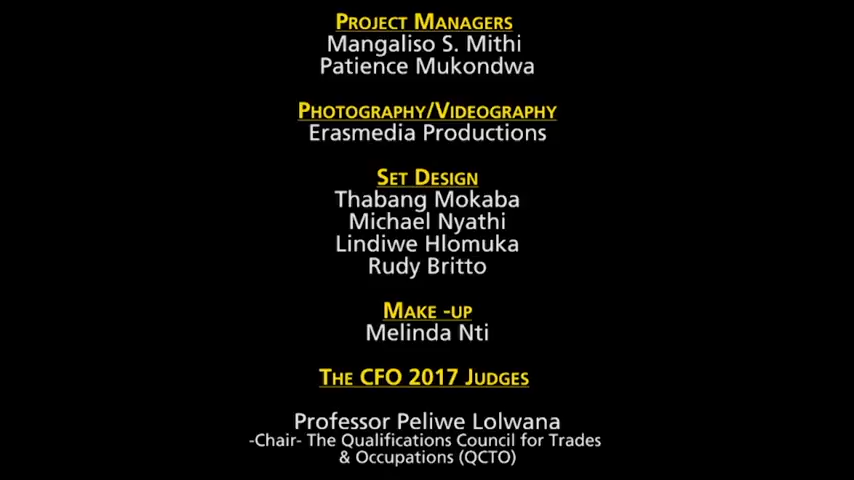 PROJECT MANAGERS
Mangaliso S. Mithi
Patience Mukondwa
PHOTOGRAPHY/VIDEOGRAPHY
Erasmedia Productions
SET DESIGN
Thabang Mokaba
Michael Nyathi
Lindiwe Hlomuka
Rudy Britto
MAKE -UP
Melinda Nti
THE CFO 2017 JUDGES
Professor Peliwe Lolwana
-Chair- The Qualifications Council for Trades
& Occupations (QCTO)